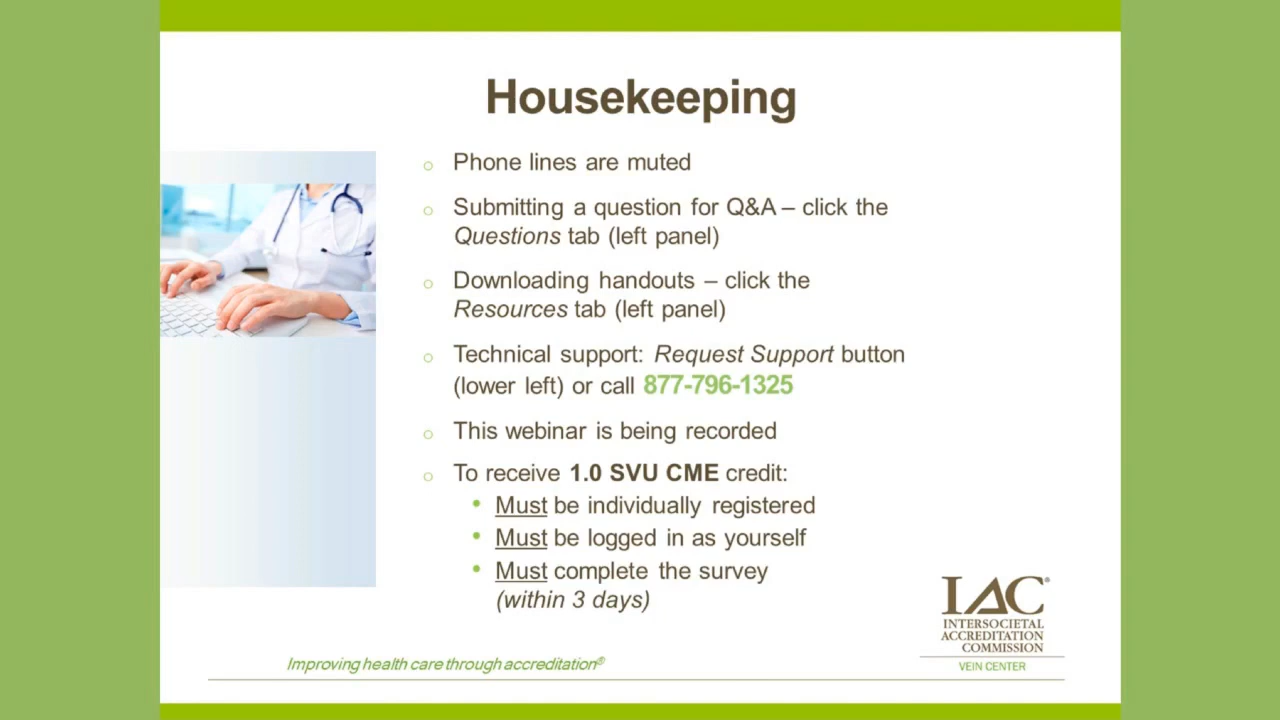 Housekeeping
Phone lines are muted
Submitting a question for Q&A – click the
Questions tab (left panel)
Downloading handouts – click the
Resources tab (left panel)
Technical support: Request Support button
(lower left) or call 877-796-1325
This webinar is being recorded
To receive 1.0 SVU CME credit:
Must be individually registered
Must be logged in as yourself
Must complete the survey
(within 3 days)
IAC®
INTERSOCIETAL
ACCREDITATION
COMMISSION
VEIN CENTER
Improving health care through accreditation®